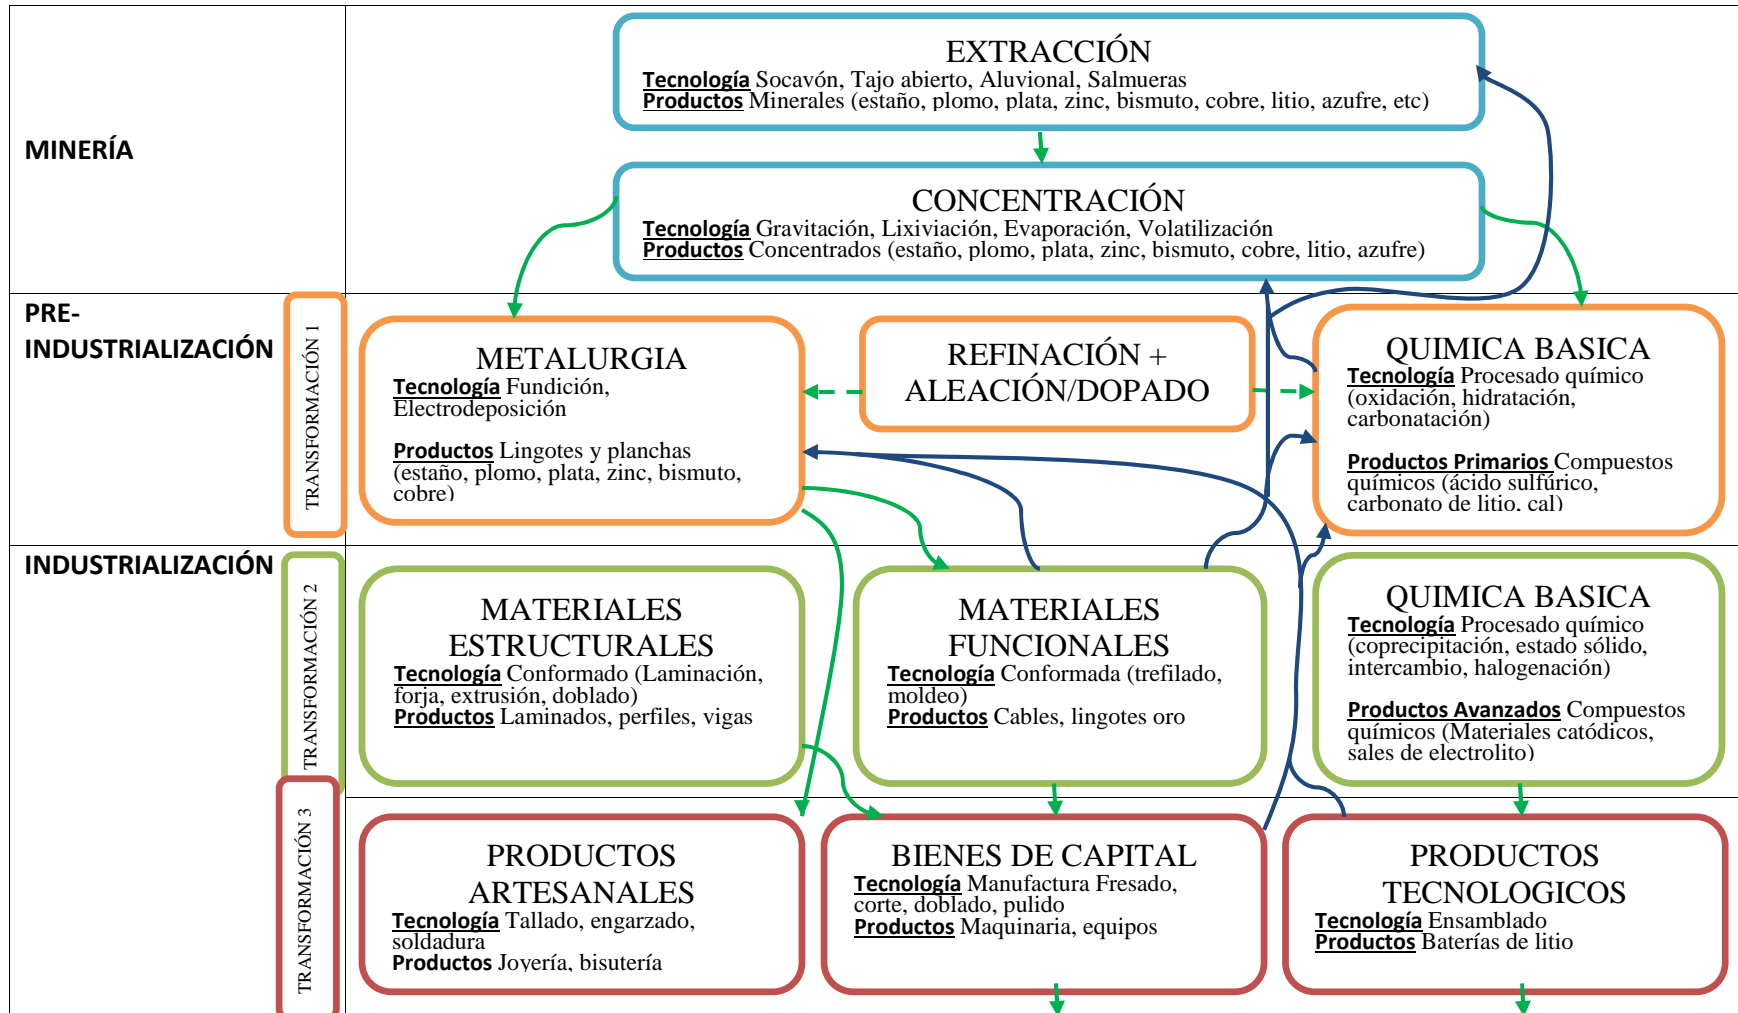 MINERÍA
EXTRACCIÓN
Tecnología Socavón, Tajo abierto, Aluvional, Salmueras
Productos Minerales (estaño, plomo, plata, zinc, bismuto, cobre, litio, azufre, etc)
CONCENTRACIÓN
Tecnología Gravitación, Lixiviación, Evaporación, Volatilización
Productos Concentrados (estaño, plomo, plata, zinc, bismuto, cobre, litio, azufre)
PRE-
INDUSTRIALIZACIÓN
TRANSFORMACIÓN 1
METALURGIA
Tecnología Fundición,
Electrodeposición
Productos Lingotes y planchas
(estaño, plomo, plata, zinc, bismuto,
cobre)
REFINACIÓN +
ALEACIÓN/DOPADO
QUIMICA BASICA
Tecnología Procesado químico
(oxidación, hidratación,
carbonatación)
Productos Primarios Compuestos
químicos (ácido sulfúrico,
carbonato de litio, cal)
INDUSTRIALIZACIÓN
TRANSFORMACIÓN 2
MATERIALES
ESTRUCTURALES
Tecnología Conformado (Laminación,
forja, extrusión, doblado)
Productos Laminados, perfiles, vigas
MATERIALES
FUNCIONALES
Tecnología Conformada (trefilado,
moldeo)
Productos Cables, lingotes oro
QUIMICA BASICA
Tecnología Procesado químico
(coprecipitación, estado sólido,
intercambio, halogenación)
Productos Avanzados Compuestos
químicos (Materiales catódicos,
sales de electrolito)
TRANSFORMACIÓN 3
PRODUCTOS
ARTESANALES
Tecnología Tallado, engarzado,
soldadura
Productos Joyería, bisutería
BIENES DE CAPITAL
Tecnología Manufactura Fresado,
corte, doblado, pulido
Productos Maquinaria, equipos
PRODUCTOS
TECNOLOGICOS
Tecnología Ensamblado
Productos Baterías de litio